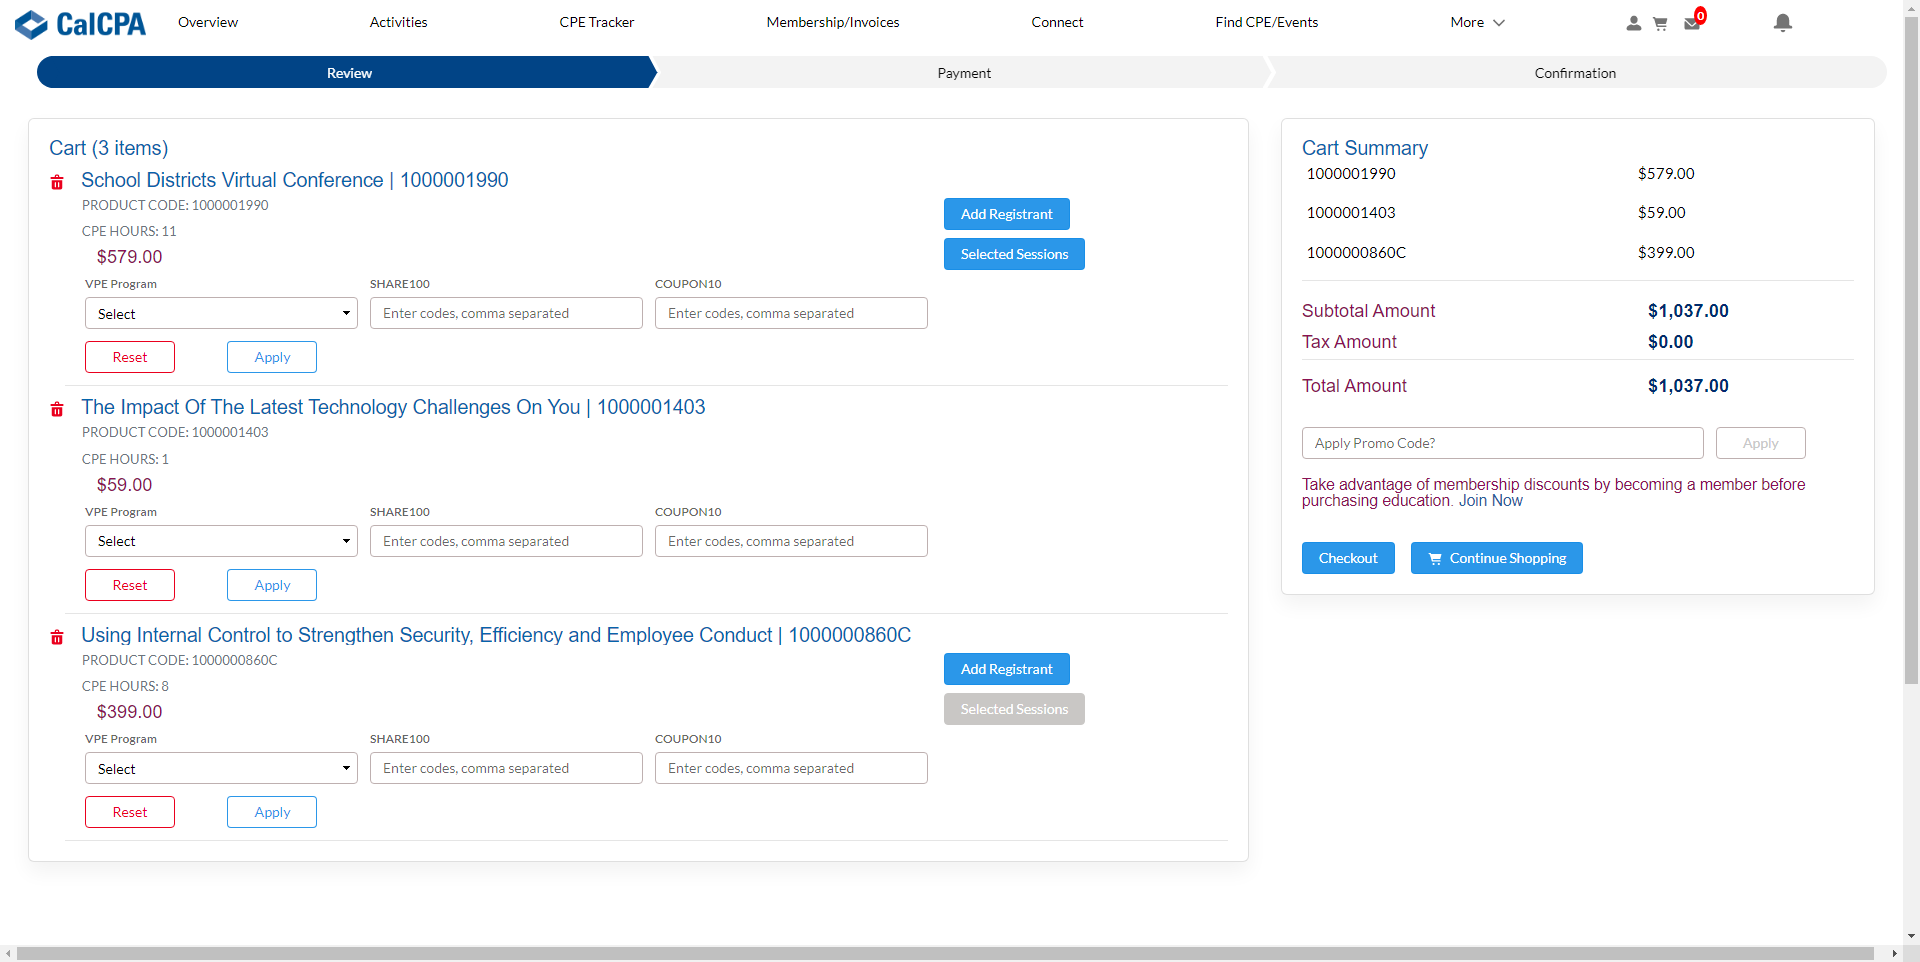 CalCPA
Overview
Activities
CPE Tracker
Membership/Invoices
Connect
Find CPE/Events
More
0
Review
Payment
Confirmation
Cart (3 items)
School Districts Virtual Conference | 1000001990
PRODUCT CODE: 1000001990
CPE HOURS: 11
$579.00
Add Registrant
Selected Sessions
VPE Program
SHARE100
COUPON10
Select
Enter codes, comma separated
Enter codes, comma separated
Reset
Apply
The Impact Of The Latest Technology Challenges On You | 1000001403
PRODUCT CODE: 1000001403
CPE HOURS: 1
$59.00
VPE Program
SHARE100
COUPON10
Select
Enter codes, comma separated
Enter codes, comma separated
Reset
Apply
Using Internal Control to Strengthen Security, Efficiency and Employee Conduct | 1000000860C
PRODUCT CODE: 1000000860C
CPE HOURS: 8
$399.00
Add Registrant
Selected Sessions
VPE Program
SHARE100
COUPON10
Select
Enter codes, comma separated
Enter codes, comma separated
Reset
Apply
Cart Summary
1000001990 $579.00
1000001403 $59.00
1000000860C $399.00
Subtotal Amount $1,037.00
Tax Amount $0.00
Total Amount $1,037.00
Apply Promo Code?
Apply
Take advantage of membership discounts by becoming a member before
purchasing education. Join Now
Checkout
Continue Shopping